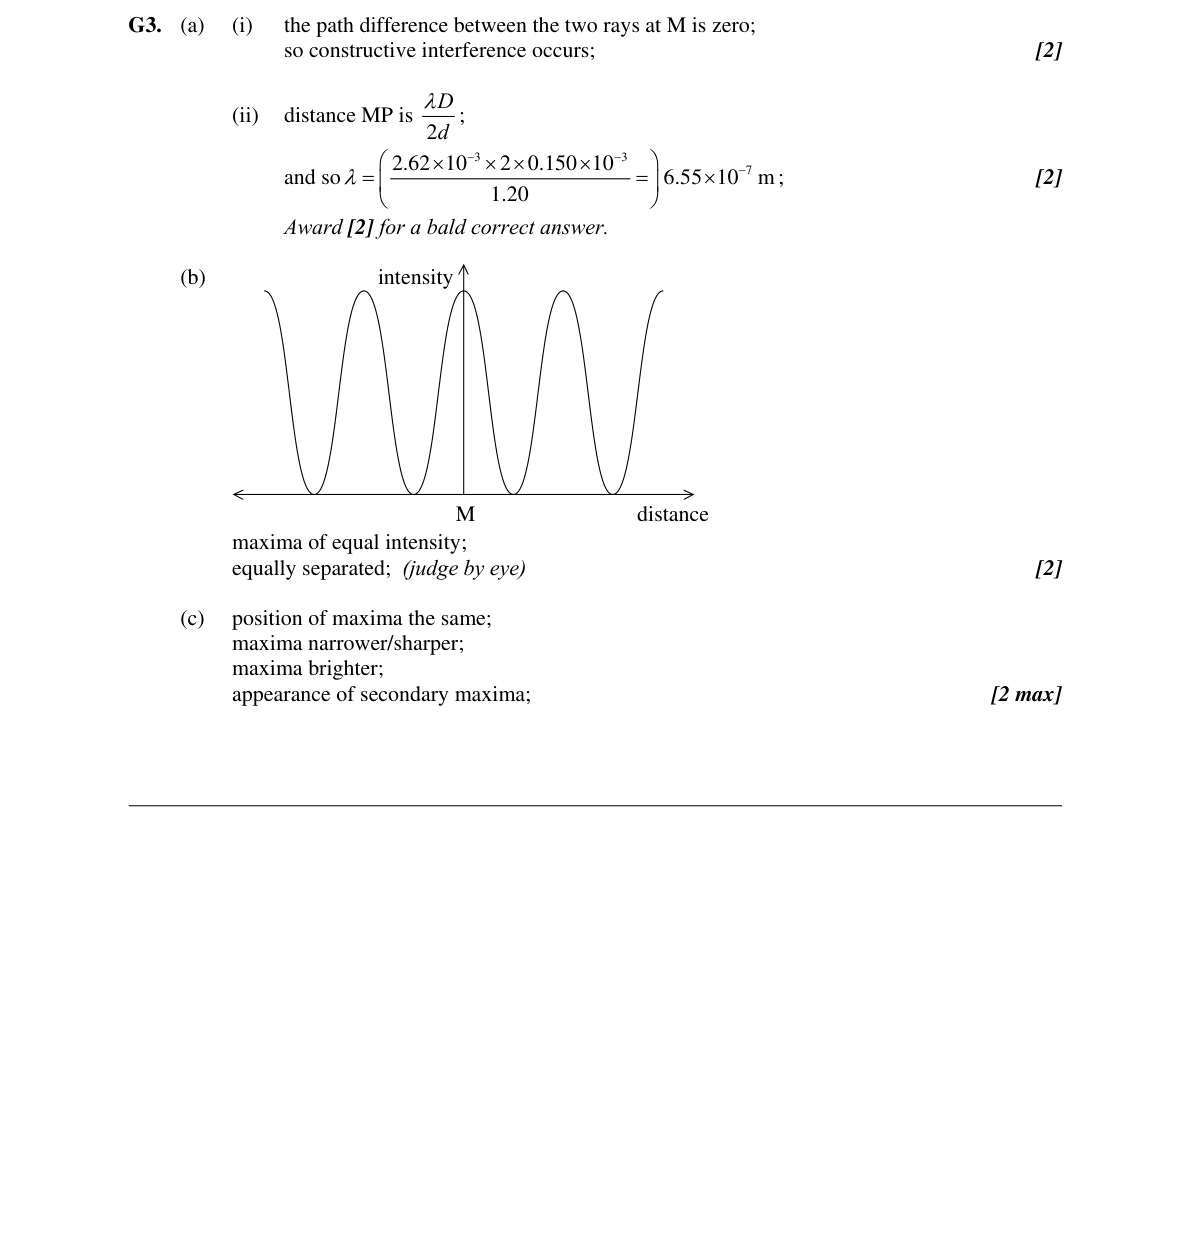 G3. (a) (i) the path difference between the two rays at M is zero;
so constructive interference occurs; [2]
(ii) distance MP is λD/2d ;
and so λ = (2.62×10⁻³ × 2 × 0.150×10⁻³ / 1.20 =) 6.55×10⁻⁷ m ; [2]
Award [2] for a bald correct answer.
(b) intensity
M distance
maxima of equal intensity;
equally separated; (judge by eye) [2]
(c) position of maxima the same;
maxima narrower/sharper;
maxima brighter;
appearance of secondary maxima; [2 max]